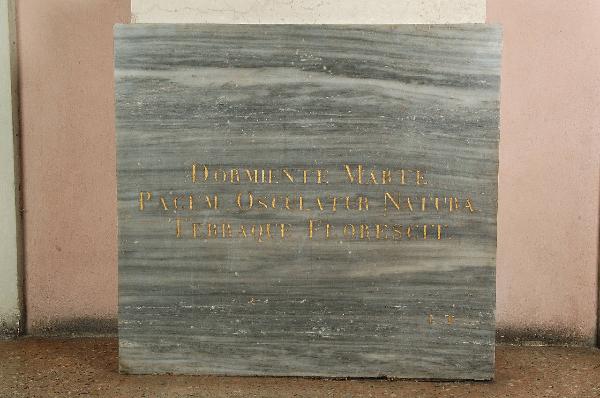 DORMIENTE MARTE
PACEM OSCULATUR NATURA
TERRAQUE FLORESCIT.